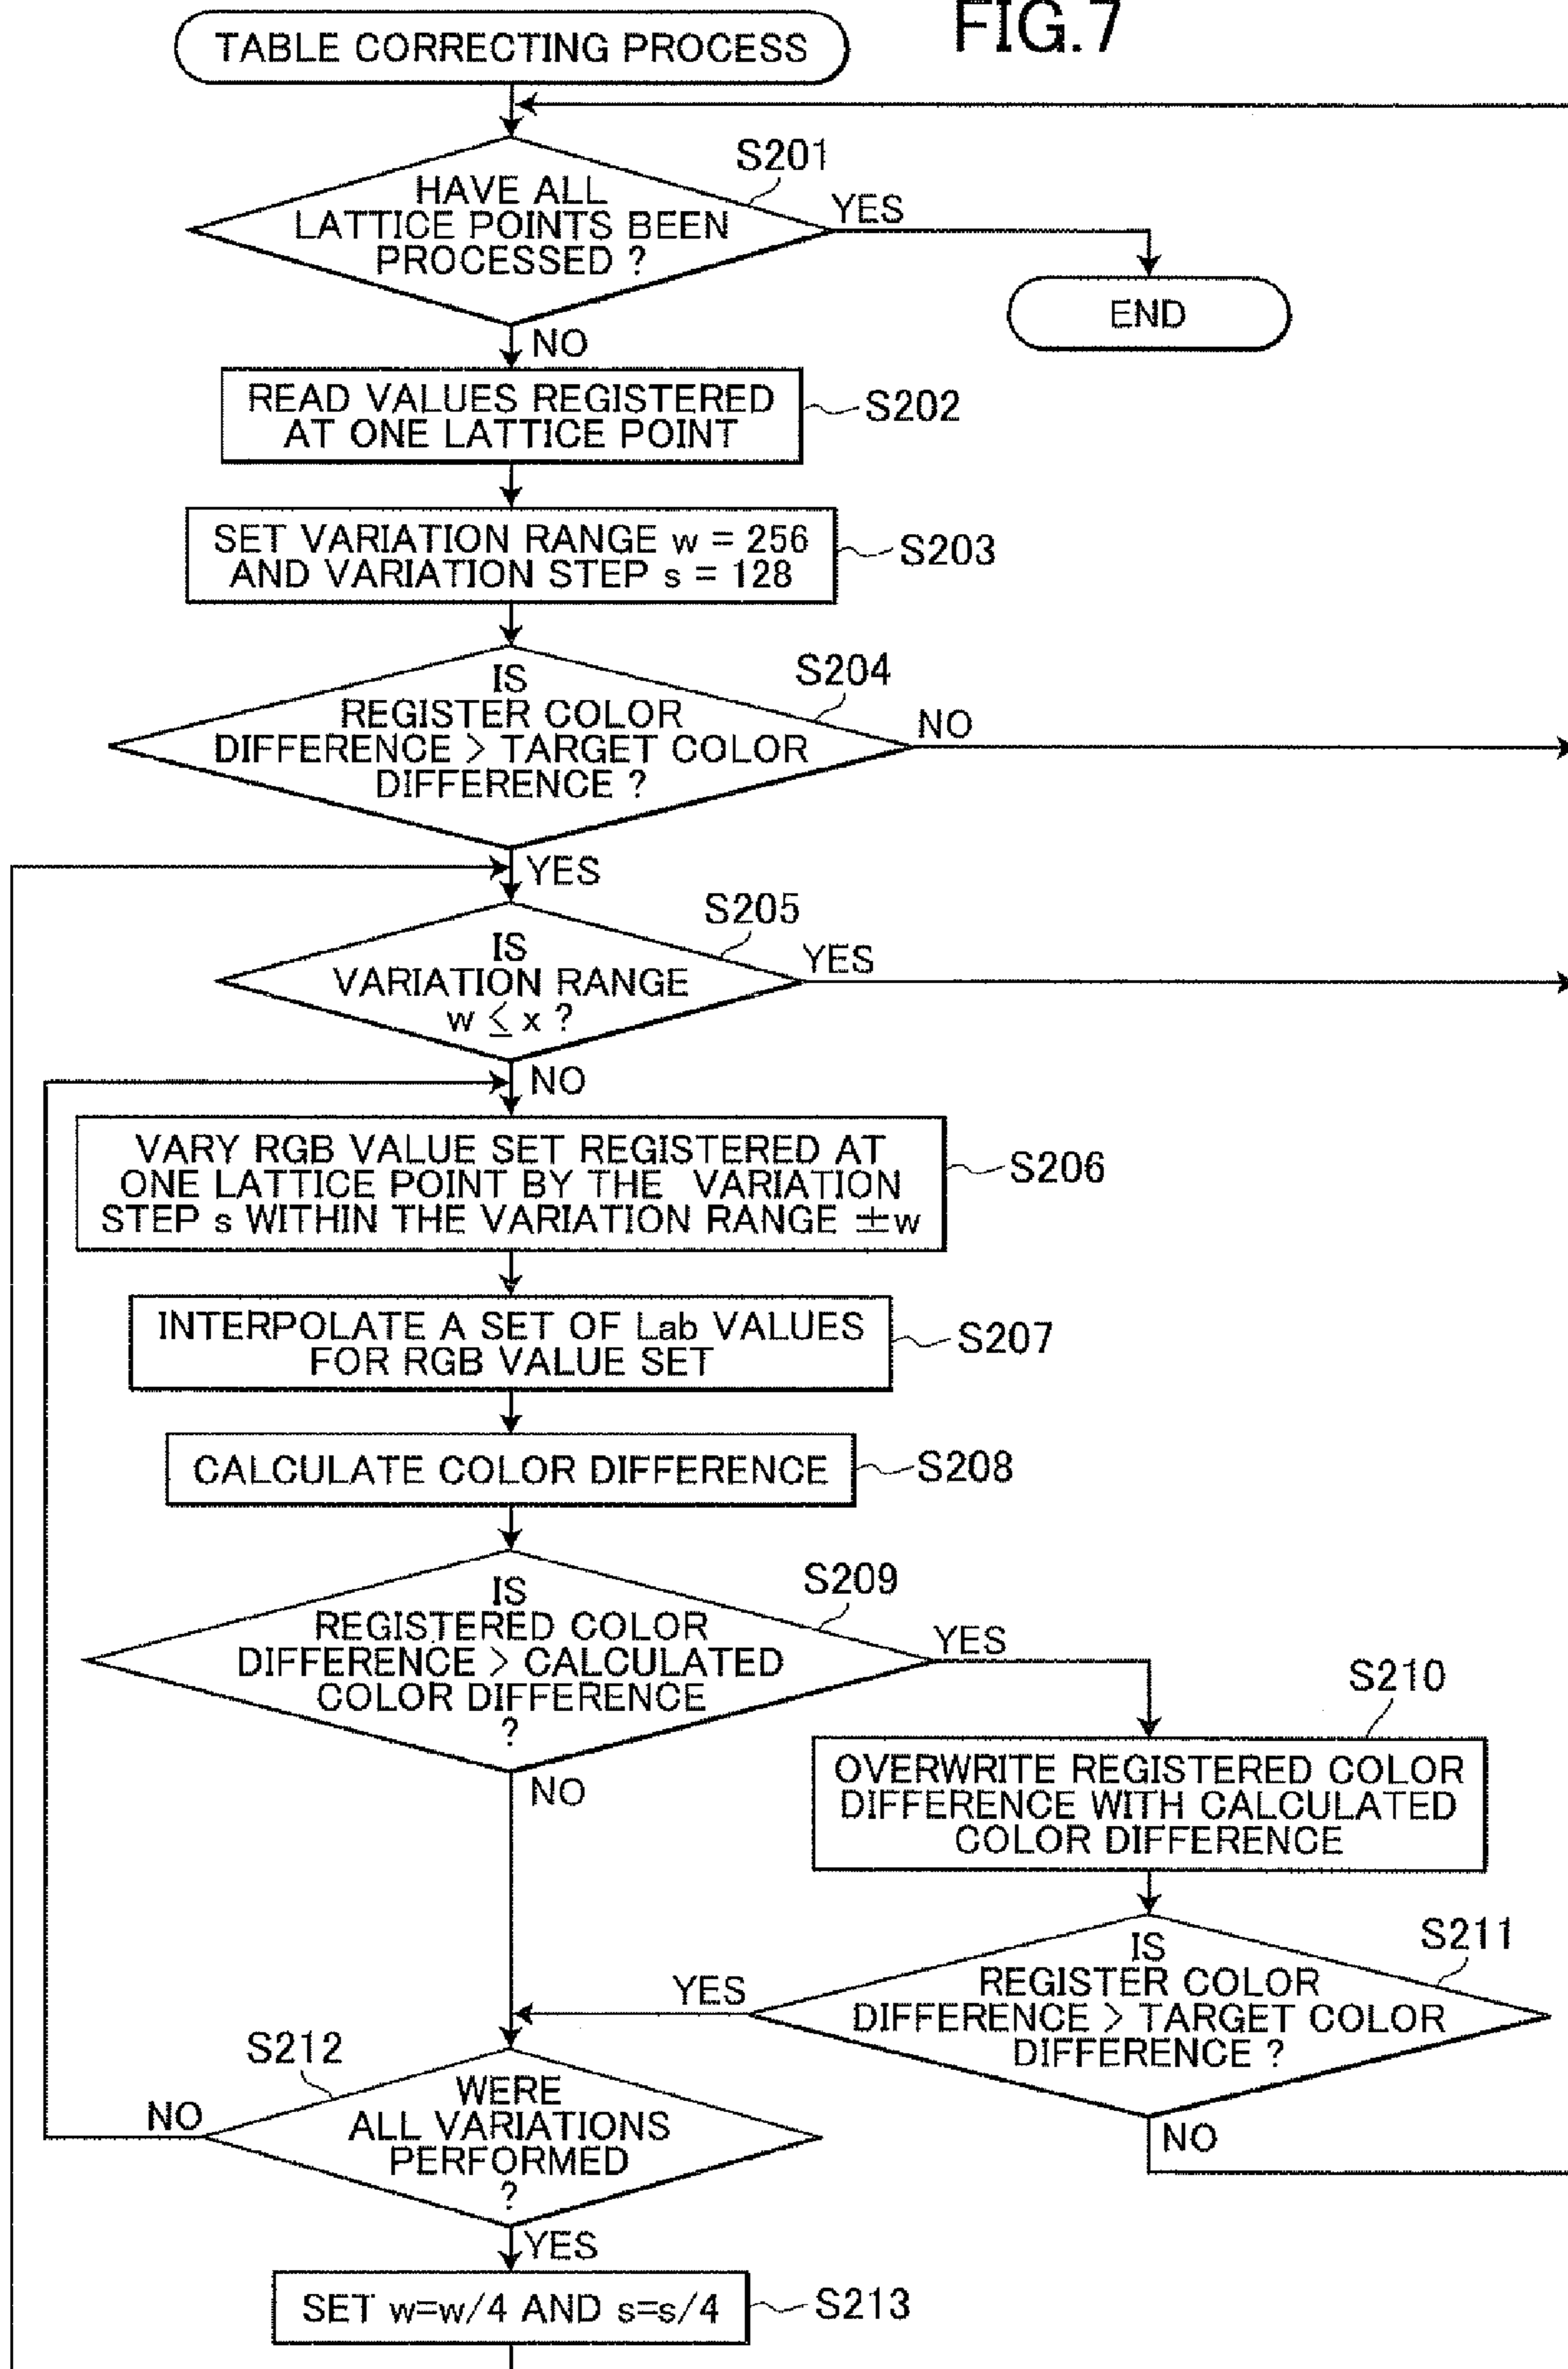 FIG.7
TABLE CORRECTING PROCESS
S201
HAVE ALL
LATTICE POINTS BEEN
PROCESSED ?
YES
END
NO
READ VALUES REGISTERED
AT ONE LATTICE POINT
S202
SET VARIATION RANGE w = 256
AND VARIATION STEP s = 128
S203
S204
IS
REGISTER COLOR
DIFFERENCE > TARGET COLOR
DIFFERENCE ?
NO
YES
S205
IS
VARIATION RANGE
w ≦ x ?
YES
NO
VARY RGB VALUE SET REGISTERED AT
ONE LATTICE POINT BY THE VARIATION
STEP s WITHIN THE VARIATION RANGE ±w
S206
INTERPOLATE A SET OF Lab VALUES
FOR RGB VALUE SET
S207
CALCULATE COLOR DIFFERENCE
S208
S209
IS
REGISTERED COLOR
DIFFERENCE > CALCULATED
COLOR DIFFERENCE
?
YES
NO
S210
OVERWRITE REGISTERED COLOR
DIFFERENCE WITH CALCULATED
COLOR DIFFERENCE
S211
IS
REGISTER COLOR
DIFFERENCE > TARGET COLOR
DIFFERENCE ?
YES
NO
S212
WERE
ALL VARIATIONS
PERFORMED
?
NO
YES
SET w=w/4 AND s=s/4
S213